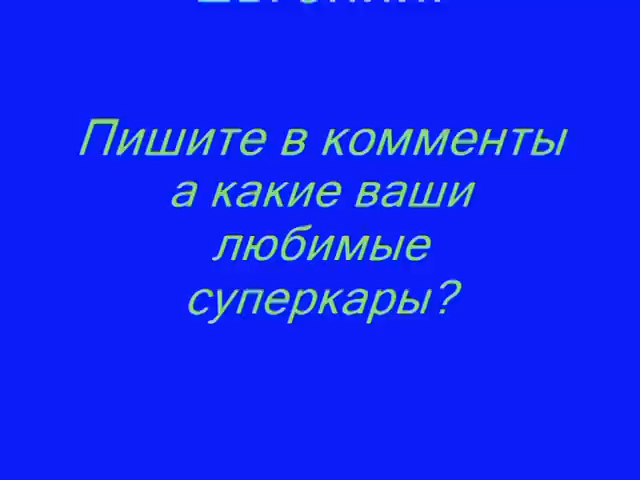 Пишите в комменты
а какие ваши
любимые
суперкары?